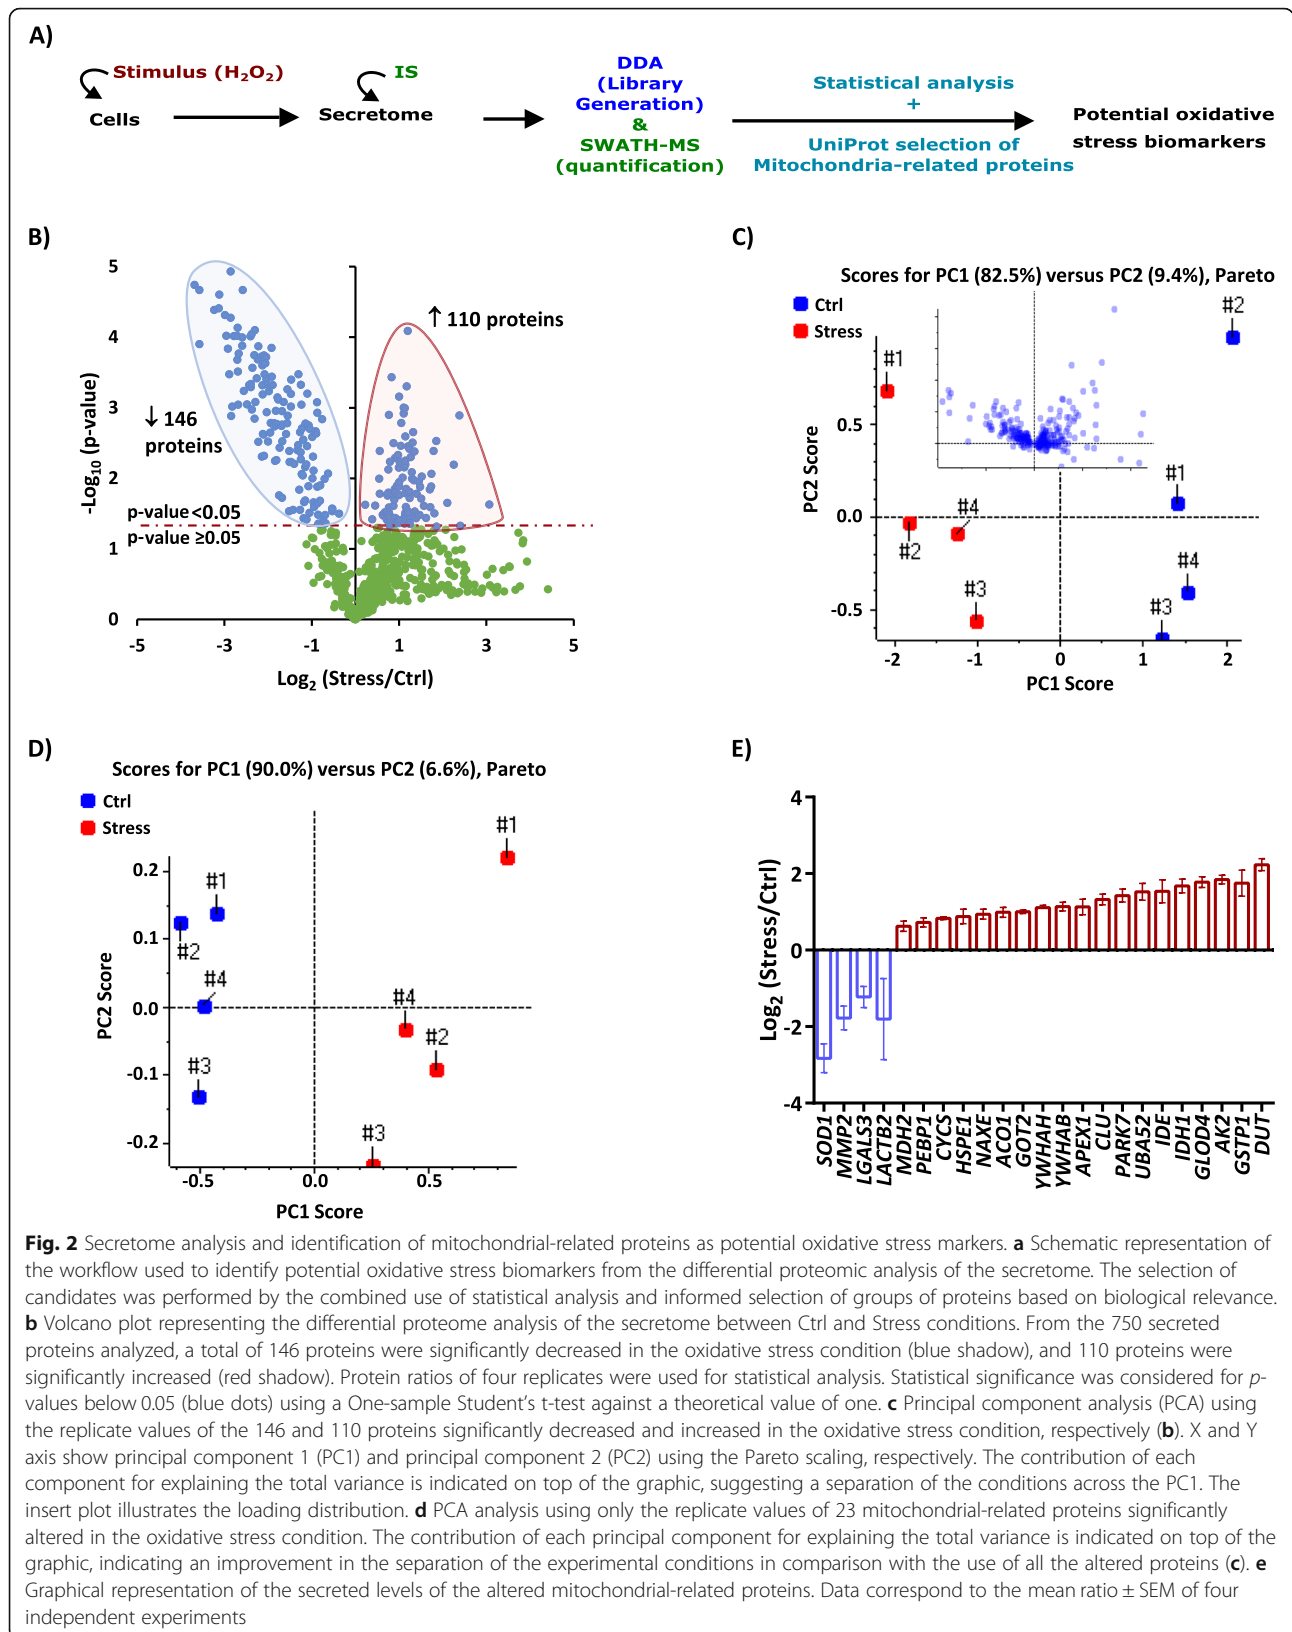 A)
Stimulus (H₂O₂)
Cells
IS
Secretome
DDA
(Library
Generation)
&
SWATH-MS
(quantification)
Statistical analysis
+
UniProt selection of
Mitochondria-related proteins
Potential oxidative
stress biomarkers
B)
-Log₁₀ (p-value)
5
4
3
2
1
0
↓ 146
proteins
↑ 110 proteins
p-value <0.05
p-value ≥0.05
-5
-3
-1
1
3
5
Log₂ (Stress/Ctrl)
C)
Scores for PC1 (82.5%) versus PC2 (9.4%), Pareto
Ctrl
Stress
#2
#1
#1
#4
#2
#3
#4
#3
PC2 Score
0.5
0.0
-0.5
-2
-1
0
1
2
PC1 Score
D)
Scores for PC1 (90.0%) versus PC2 (6.6%), Pareto
Ctrl
Stress
#1
#1
#2
#4
#4
#2
#3
#3
PC2 Score
0.2
0.1
0.0
-0.1
-0.2
-0.5
0.0
0.5
PC1 Score
E)
Log₂ (Stress/Ctrl)
4
2
0
-2
-4
SOD1
MMP2
LGALS3
LACTB2
MDH2
PEBP1
CYCS
HSPE1
NAXE
ACO1
GOT2
YWHAH
YWHAB
APEX1
CLU
PARK7
UBA52
IDE
IDH1
GLOD4
AK2
GSTP1
DUT
Fig. 2 Secretome analysis and identification of mitochondrial-related proteins as potential oxidative stress markers. a Schematic representation of
the workflow used to identify potential oxidative stress biomarkers from the differential proteomic analysis of the secretome. The selection of
candidates was performed by the combined use of statistical analysis and informed selection of groups of proteins based on biological relevance.
b Volcano plot representing the differential proteome analysis of the secretome between Ctrl and Stress conditions. From the 750 secreted
proteins analyzed, a total of 146 proteins were significantly decreased in the oxidative stress condition (blue shadow), and 110 proteins were
significantly increased (red shadow). Protein ratios of four replicates were used for statistical analysis. Statistical significance was considered for p-
values below 0.05 (blue dots) using a One-sample Student's t-test against a theoretical value of one. c Principal component analysis (PCA) using
the replicate values of the 146 and 110 proteins significantly decreased and increased in the oxidative stress condition, respectively (b). X and Y
axis show principal component 1 (PC1) and principal component 2 (PC2) using the Pareto scaling, respectively. The contribution of each
component for explaining the total variance is indicated on top of the graphic, suggesting a separation of the conditions across the PC1. The
insert plot illustrates the loading distribution. d PCA analysis using only the replicate values of 23 mitochondrial-related proteins significantly
altered in the oxidative stress condition. The contribution of each principal component for explaining the total variance is indicated on top of the
graphic, indicating an improvement in the separation of the experimental conditions in comparison with the use of all the altered proteins (c). e
Graphical representation of the secreted levels of the altered mitochondrial-related proteins. Data correspond to the mean ratio ± SEM of four
independent experiments